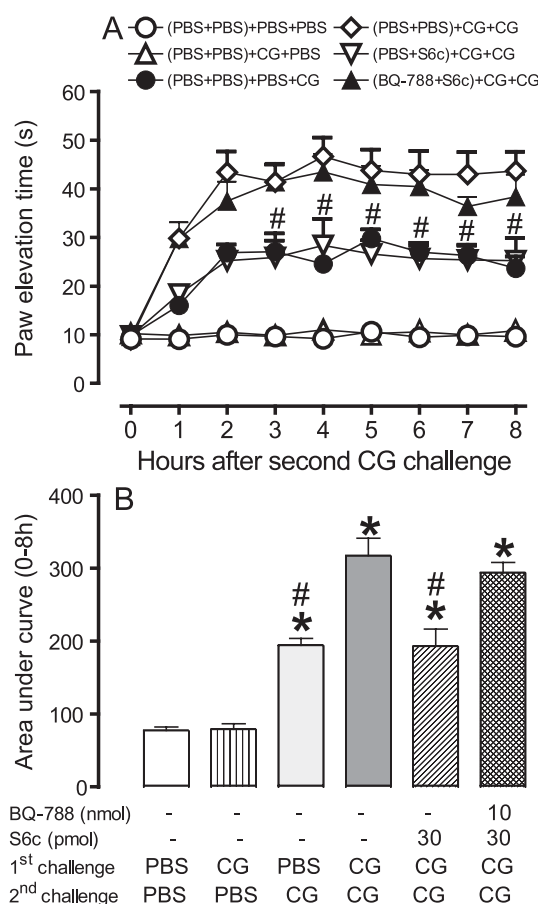 A
(PBS+PBS)+PBS+PBS (PBS+PBS)+CG+CG
(PBS+PBS)+CG+PBS (PBS+S6c)+CG+CG
(PBS+PBS)+PBS+CG (BQ-788+S6c)+CG+CG
Paw elevation time (s)
60
50
40
30
20
10
0
# # # # # #
0 1 2 3 4 5 6 7 8
Hours after second CG challenge
B
Area under curve (0-8h)
400
300
200
100
0
* *
# #
* *
BQ-788 (nmol) - - - - - 10
S6c (pmol) - - - - 30 30
1st challenge PBS CG PBS CG CG CG
2nd challenge PBS PBS CG CG CG CG